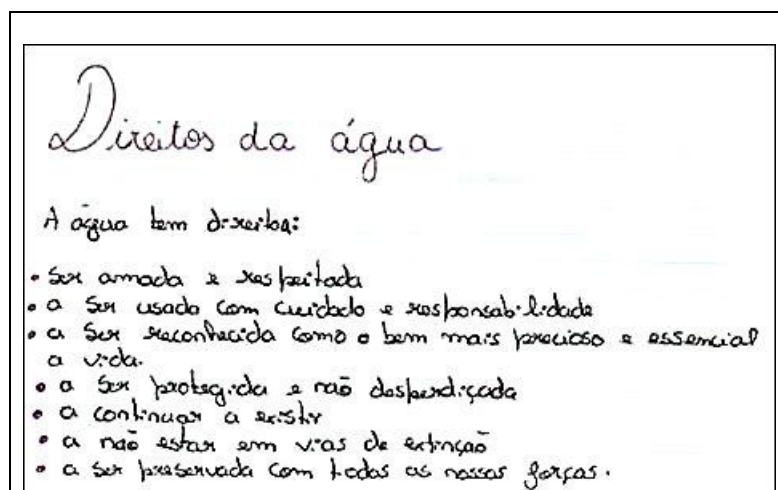 Direitos da água
A água tem direitos:
• Ser amada e respeitada
• a ser usado com cuidado e responsabilidade
• a ser reconhecida como o bem mais precioso e essencial
a vida.
• a ser protegida e não desperdiçada
• a continuar a existir
• a não estar em vias de extinção
• a ser preservada com todas as nossas forças.